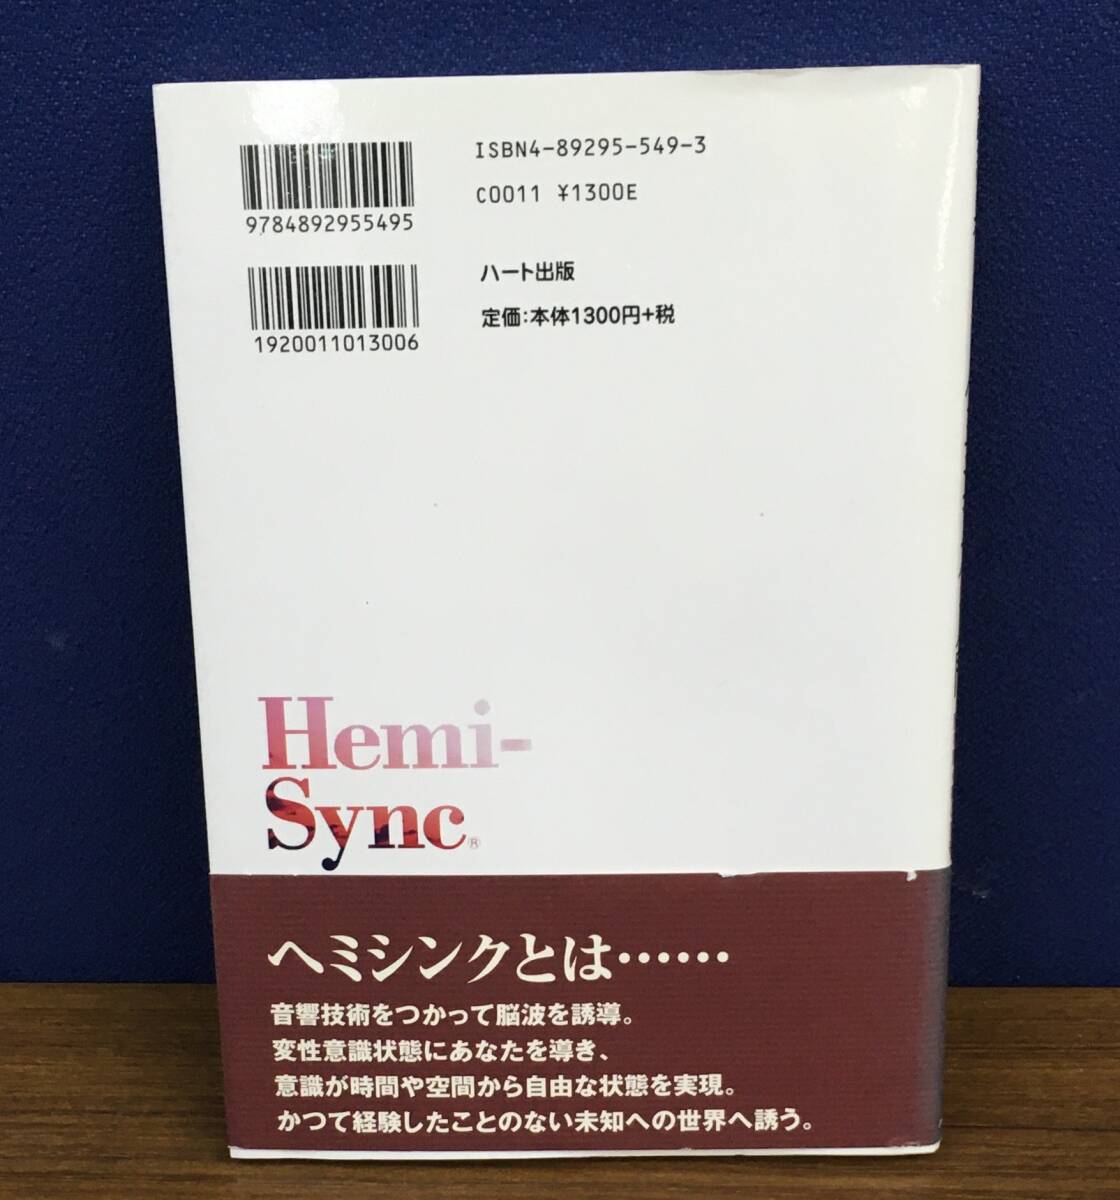 ISBN4-89295-549-3
C0011 ¥1300E
9784892955495
ハート出版
定価:本体1300円+税
1920011013006
Hemi-
Sync®
ヘミシンクとは……
音響技術をつかって脳波を誘導。
変性意識状態にあなたを導き、
意識が時間や空間から自由な状態を実現。
かつて経験したことのない未知への世界へ誘う。